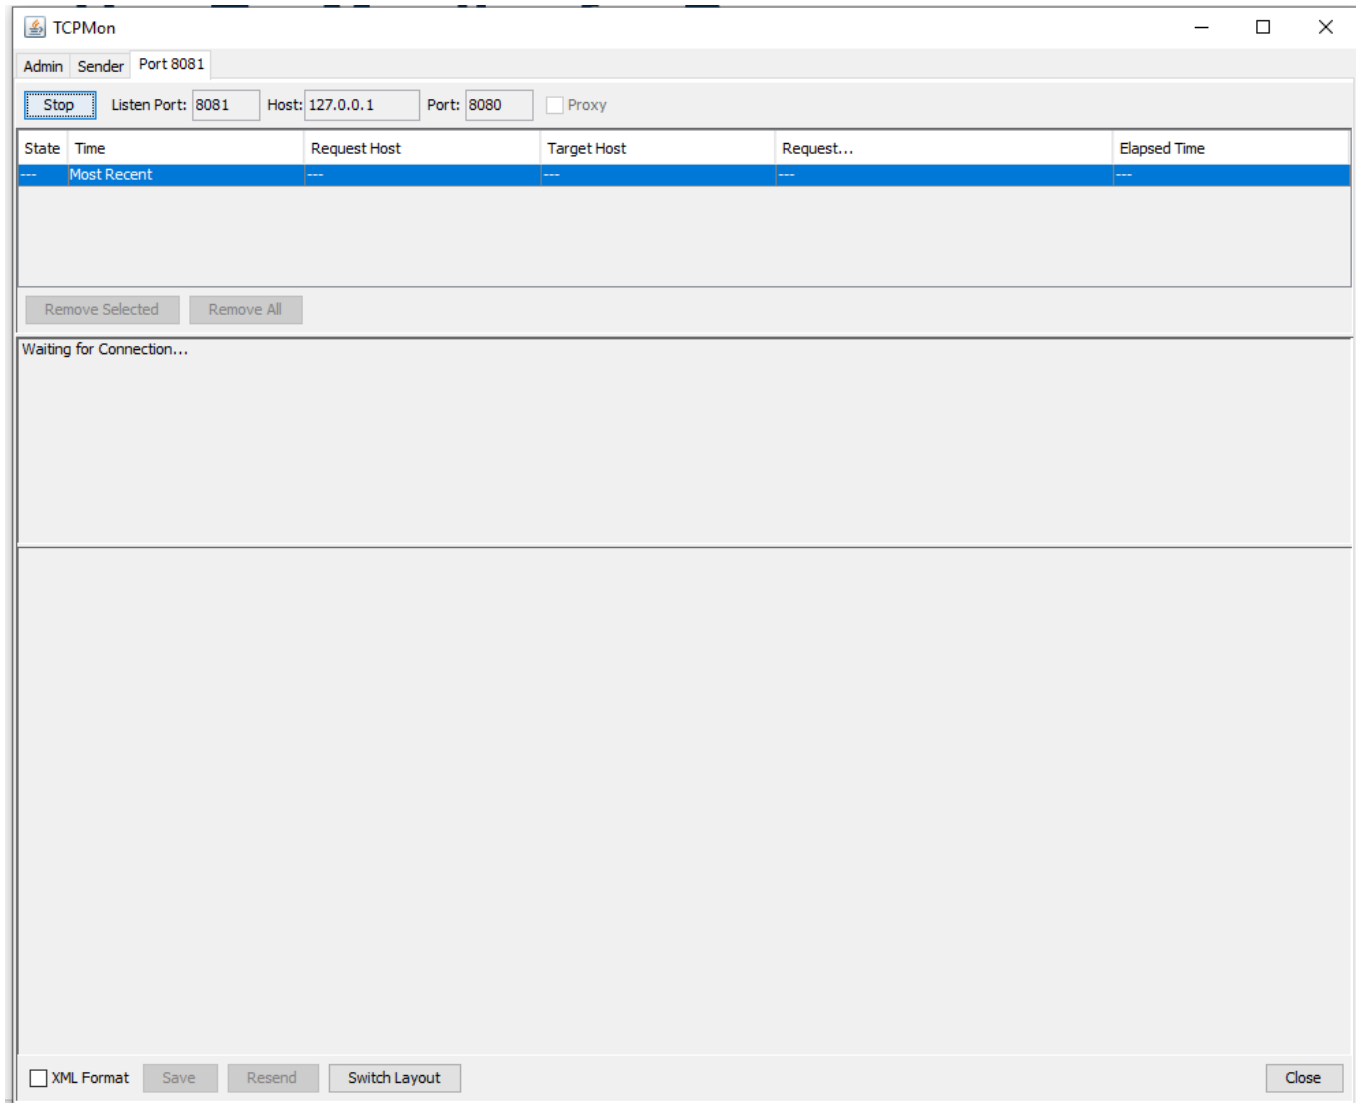 TCPMon
Admin Sender Port 8081
Stop Listen Port: 8081 Host: 127.0.0.1 Port: 8080 Proxy
State Time Request Host Target Host Request... Elapsed Time
--- Most Recent --- --- --- ---
Remove Selected Remove All
Waiting for Connection...
XML Format Save Resend Switch Layout Close